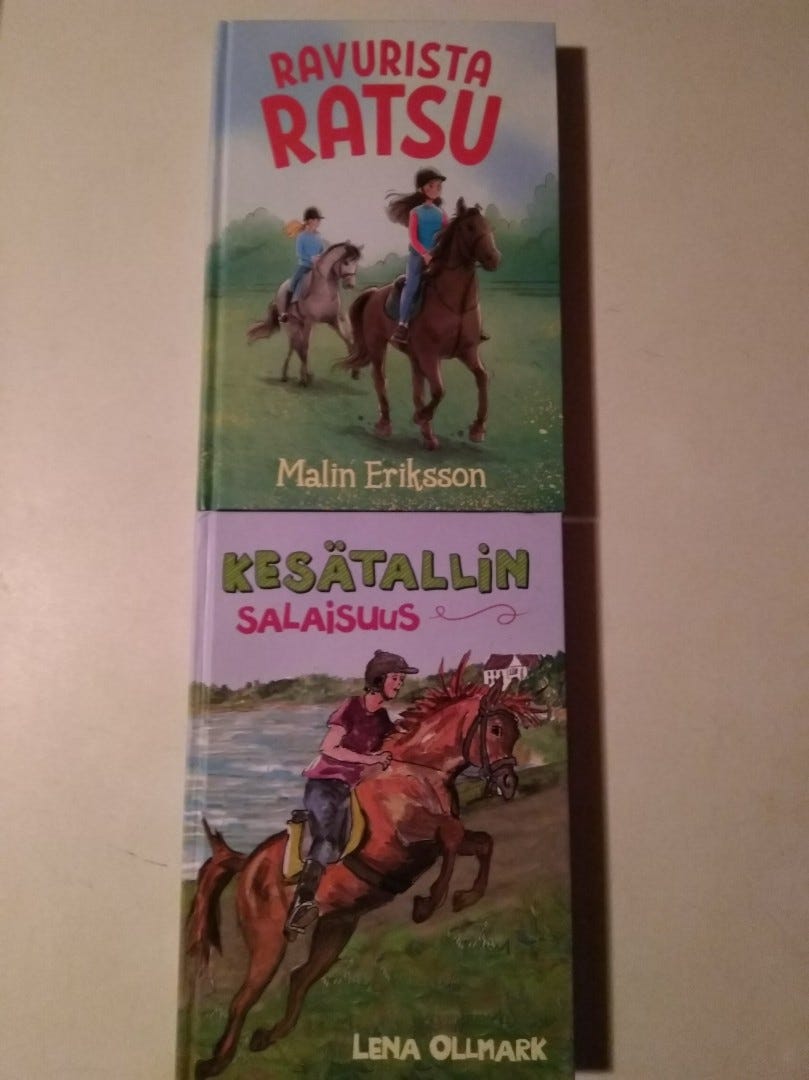 RAVURISTA
RATSU
Malin Eriksson
KESÄTALLiN
SALAiSUUS
LENA OLLMARK